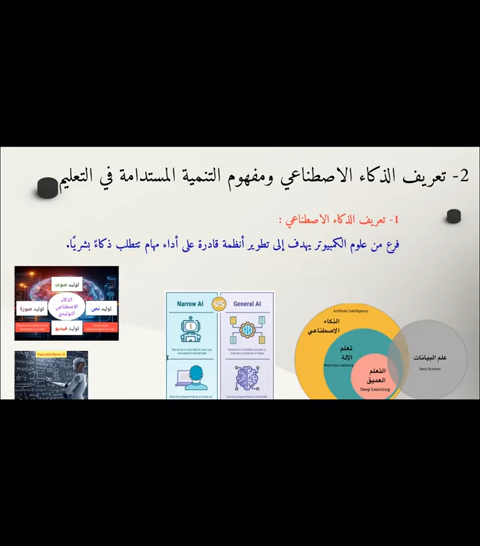 2- تعريف الذكاء الاصطناعي ومفهوم التنمية المستدامة في التعليم
1- تعريف الذكاء الاصطناعي :
فرع من علوم الكمبيوتر يهدف إلى تطوير أنظمة قادرة على أداء مهام تتطلب ذكاءً بشريًا.
توليد صوت
توليد صورة
الذكاء
الاصطناعي
التوليدي
توليد نص
توليد فيديو
Narrow AI
VS
General AI
Artificial Intelligence
الذكاء
الاصطناعي
تعلم
الآلة
Machine Learning
التعلم
العميق
Deep Learning
علم البيانات
Data Science